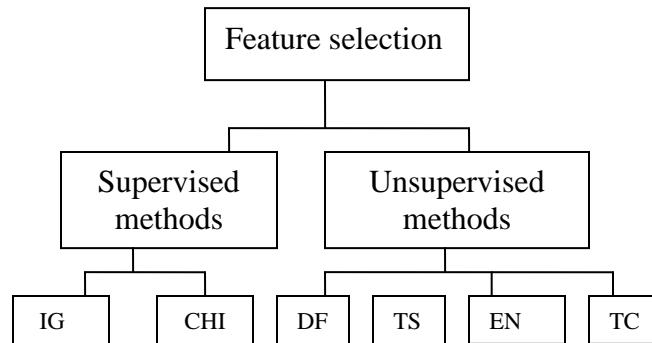 Feature selection
Supervised
methods
Unsupervised
methods
IG
CHI
DF
TS
EN
TC